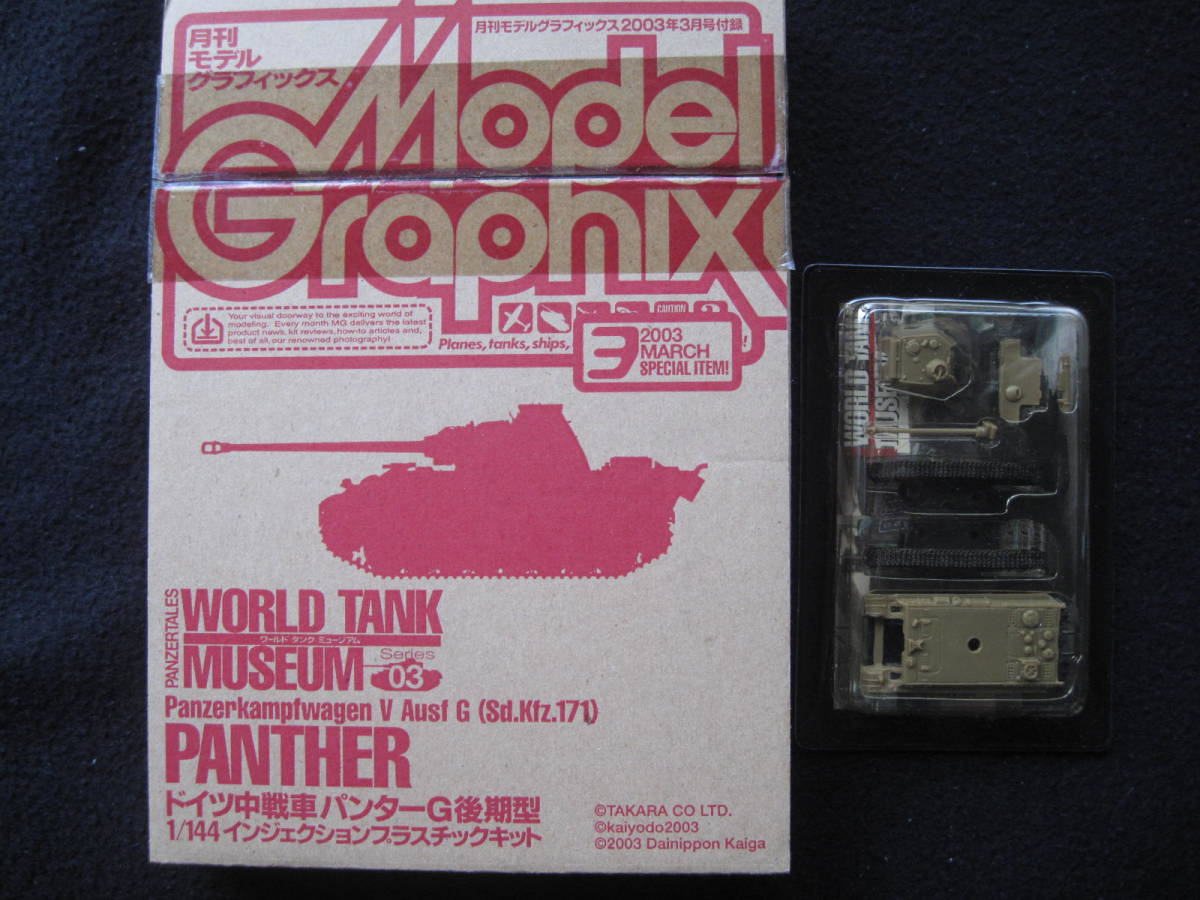 月刊モデルグラフィックス2003年3月号付録
月刊
モデル
グラフィックス
Model
Graphix
Your visual doorway to the exciting world of
modeling. Every month MG delivers the latest
product news, kit reviews, how-to articles and,
best of all, our renowned photography!
CAUTION
Planes, tanks, ships,
3
2003
MARCH
SPECIAL ITEM!
PANZERTALES
WORLD TANK
ワールド タンク ミュージアム
MUSEUM
Series
03
Panzerkampfwagen V Ausf G (Sd.Kfz.171)
PANTHER
ドイツ中戦車 パンターG後期型
1/144 インジェクションプラスチックキット
©TAKARA CO LTD.
©kaiyodo2003
©2003 Dainippon Kaiga
WORLD TANK